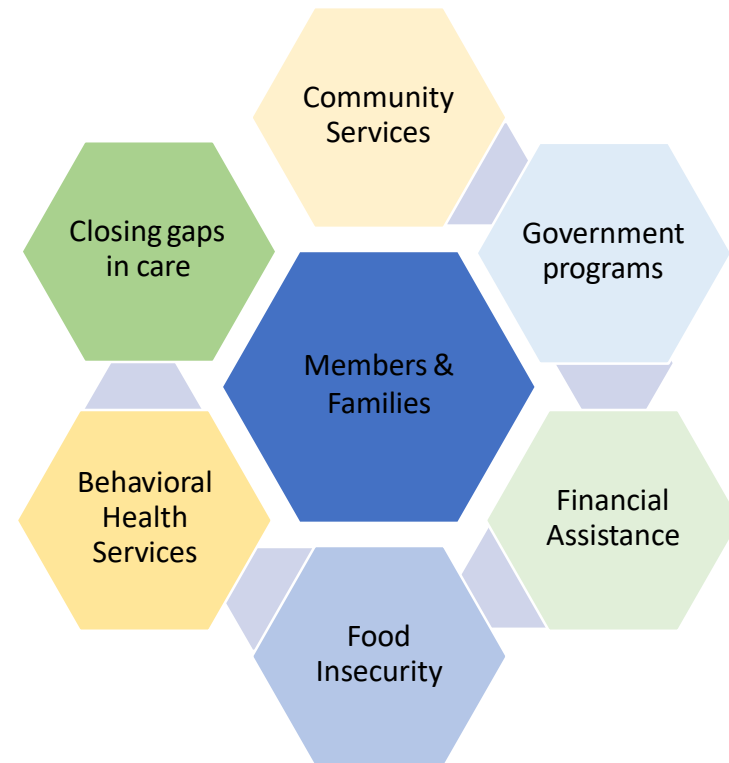 Community
Services
Government
programs
Closing gaps
in care
Members &
Families
Behavioral
Health
Services
Financial
Assistance
Food
Insecurity